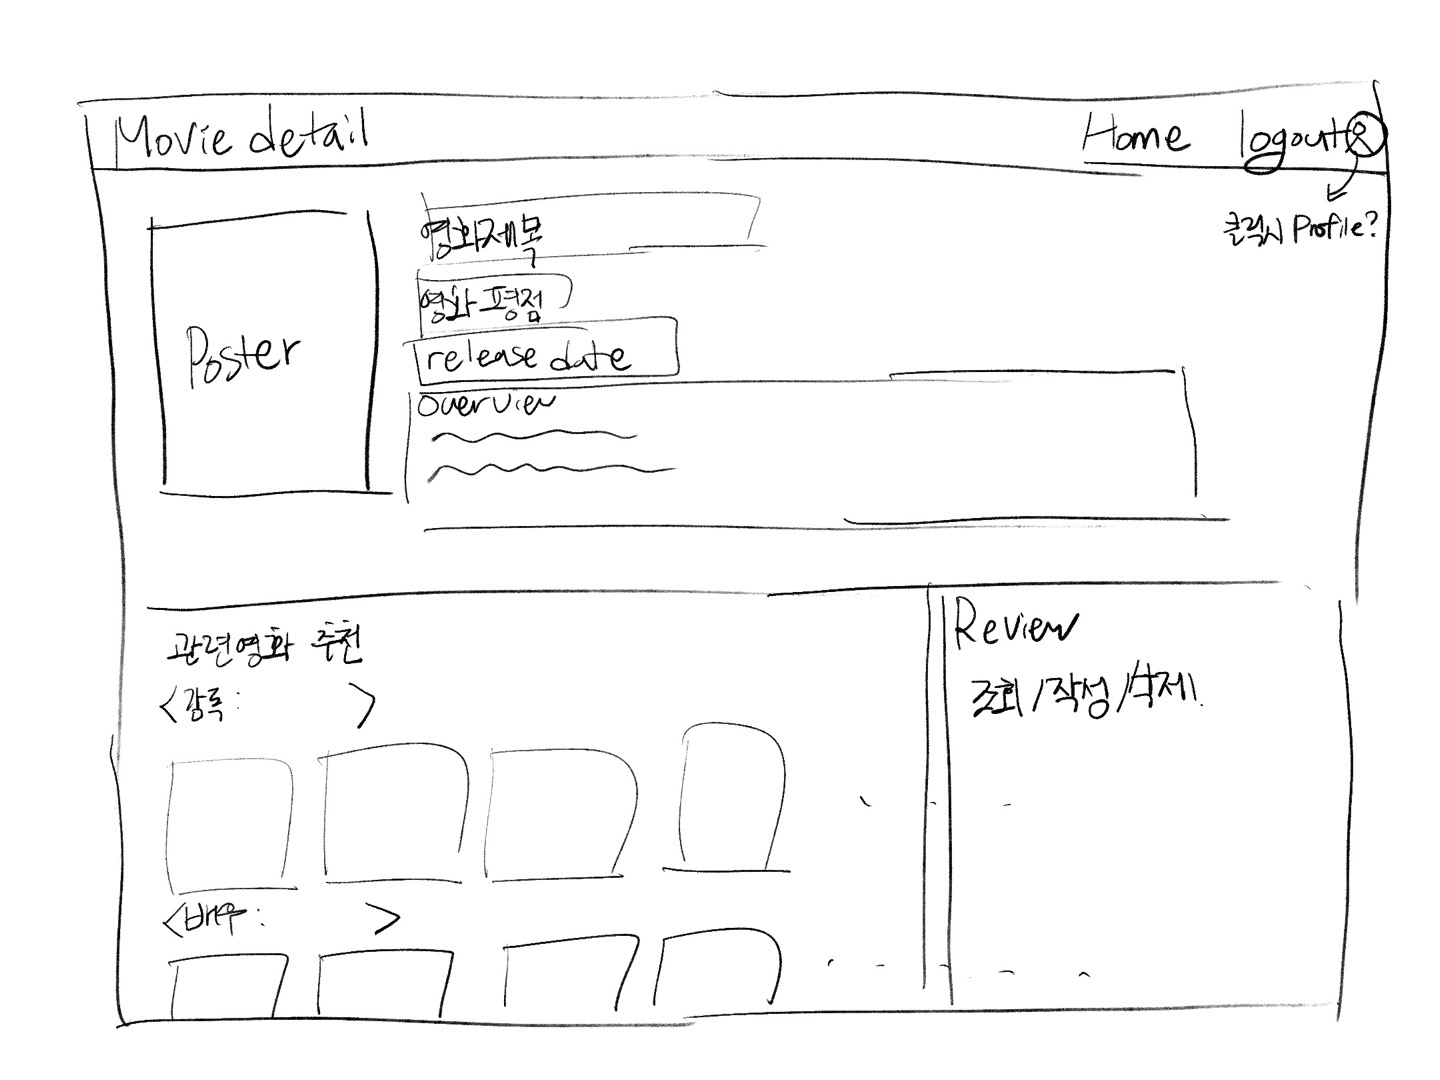 Movie detail
Home
logout
클릭시 Profile?
Poster
영화제목
영화 평점
release date
overview
관련영화 추천
<감독: >
<배우: >
Review
조회/작성/삭제